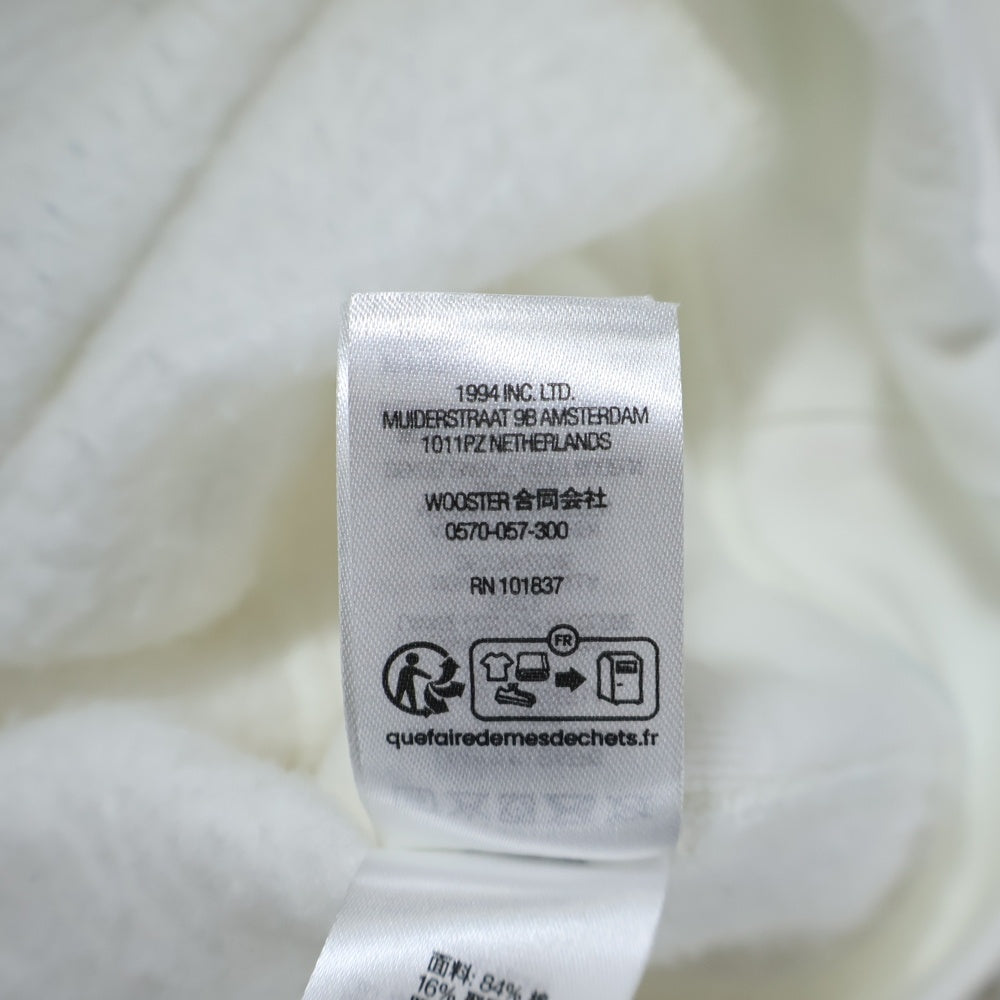 1994 INC. LTD.
MUIDERSTRAAT 9B AMSTERDAM
1011PZ NETHERLANDS
WOOSTER 合同会社
0570-057-300
RN 101837
FR
quefairedemesdechets.fr
面料: 84%
16%